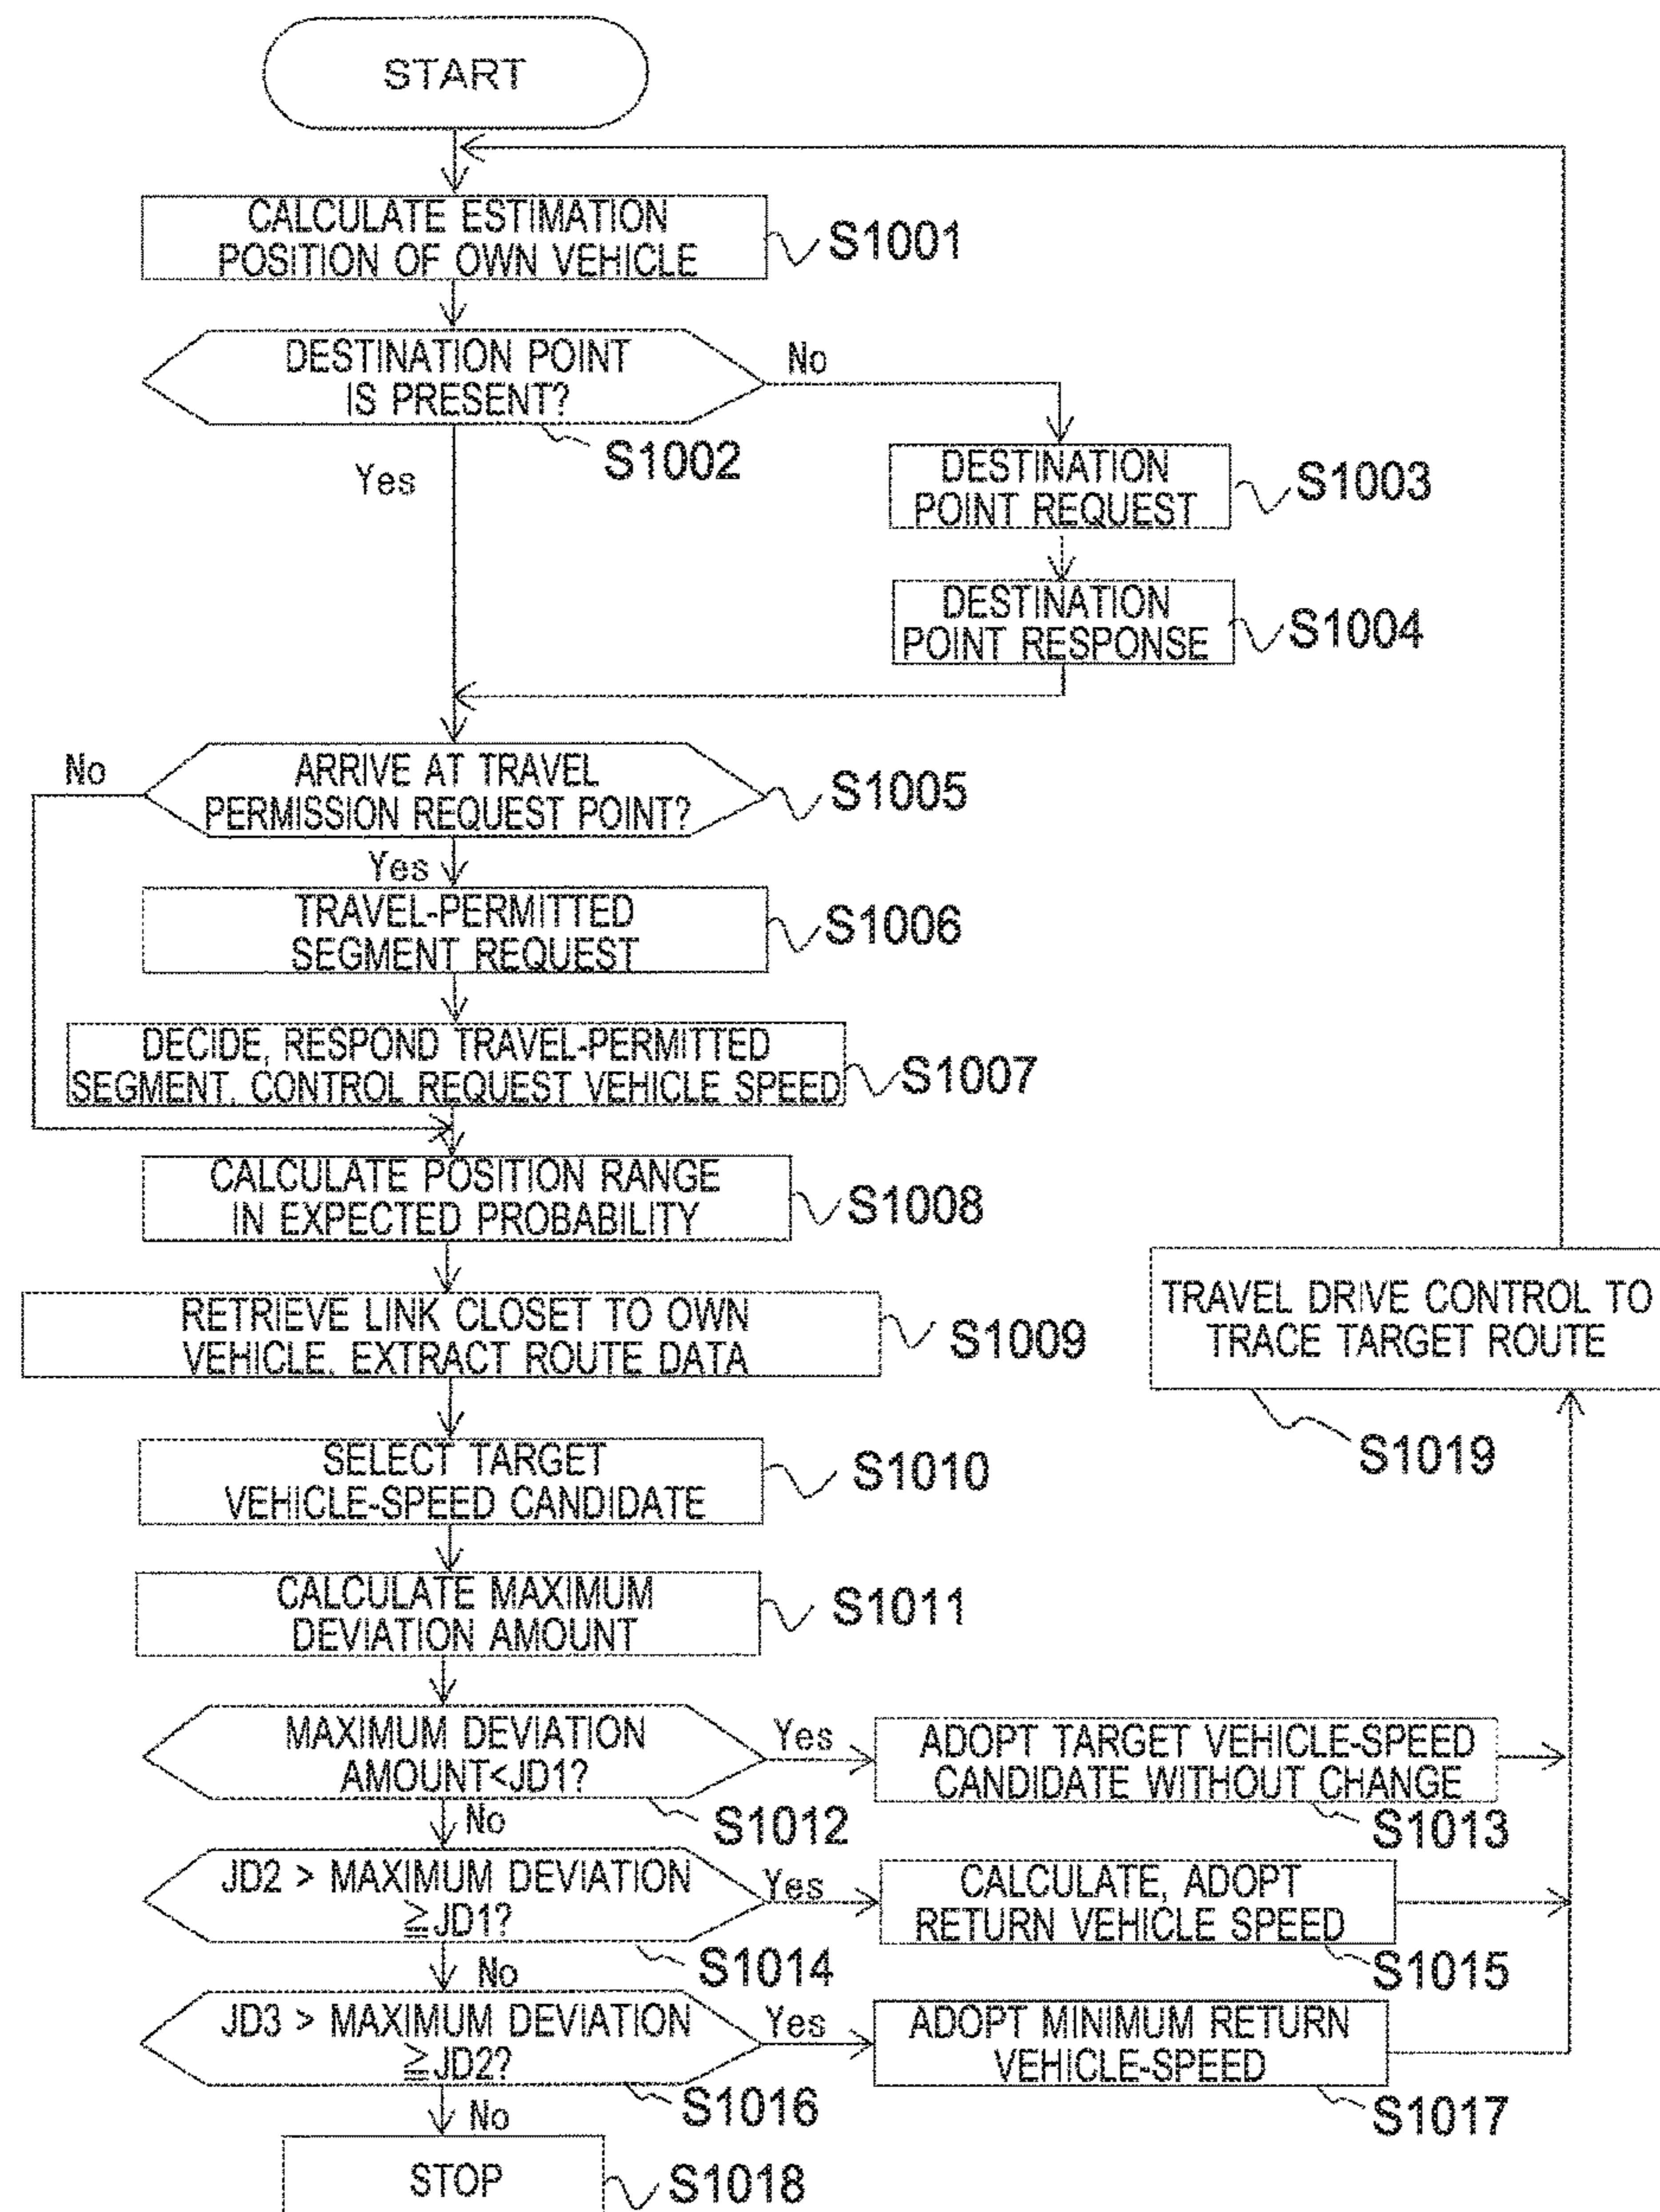 START
CALCULATE ESTIMATION
POSITION OF OWN VEHICLE
S1001
DESTINATION POINT
IS PRESENT?
No
S1002
Yes
DESTINATION
POINT REQUEST
S1003
DESTINATION
POINT RESPONSE
S1004
No
ARRIVE AT TRAVEL
PERMISSION REQUEST POINT?
S1005
Yes
TRAVEL-PERMITTED
SEGMENT REQUEST
S1006
DECIDE, RESPOND TRAVEL-PERMITTED
SEGMENT, CONTROL REQUEST VEHICLE SPEED
S1007
CALCULATE POSITION RANGE
IN EXPECTED PROBABILITY
S1008
RETRIEVE LINK CLOSET TO OWN
VEHICLE, EXTRACT ROUTE DATA
S1009
TRAVEL DRIVE CONTROL TO
TRACE TARGET ROUTE
S1019
SELECT TARGET
VEHICLE-SPEED CANDIDATE
S1010
CALCULATE MAXIMUM
DEVIATION AMOUNT
S1011
MAXIMUM DEVIATION
AMOUNT<JD1?
S1012
Yes
ADOPT TARGET VEHICLE-SPEED
CANDIDATE WITHOUT CHANGE
S1013
No
JD2 > MAXIMUM DEVIATION
≧JD1?
S1014
Yes
CALCULATE, ADOPT
RETURN VEHICLE SPEED
S1015
No
JD3 > MAXIMUM DEVIATION
≧JD2?
S1016
Yes
ADOPT MINIMUM RETURN
VEHICLE-SPEED
S1017
No
STOP
S1018